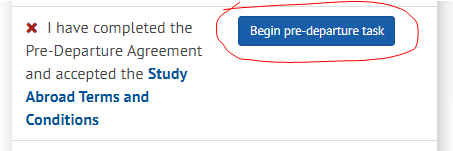 ✖ I have completed the
Pre-Departure Agreement
and accepted the Study
Abroad Terms and
Conditions
Begin pre-departure task